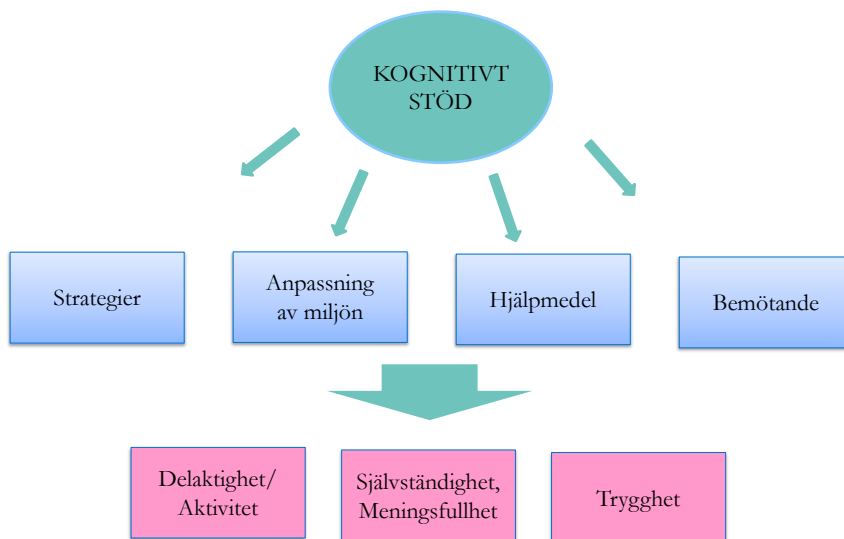 KOGNITIVT
STÖD
Strategier
Anpassning
av miljön
Hjälpmedel
Bemötande
Delaktighet/
Aktivitet
Självständighet,
Meningsfullhet
Trygghet